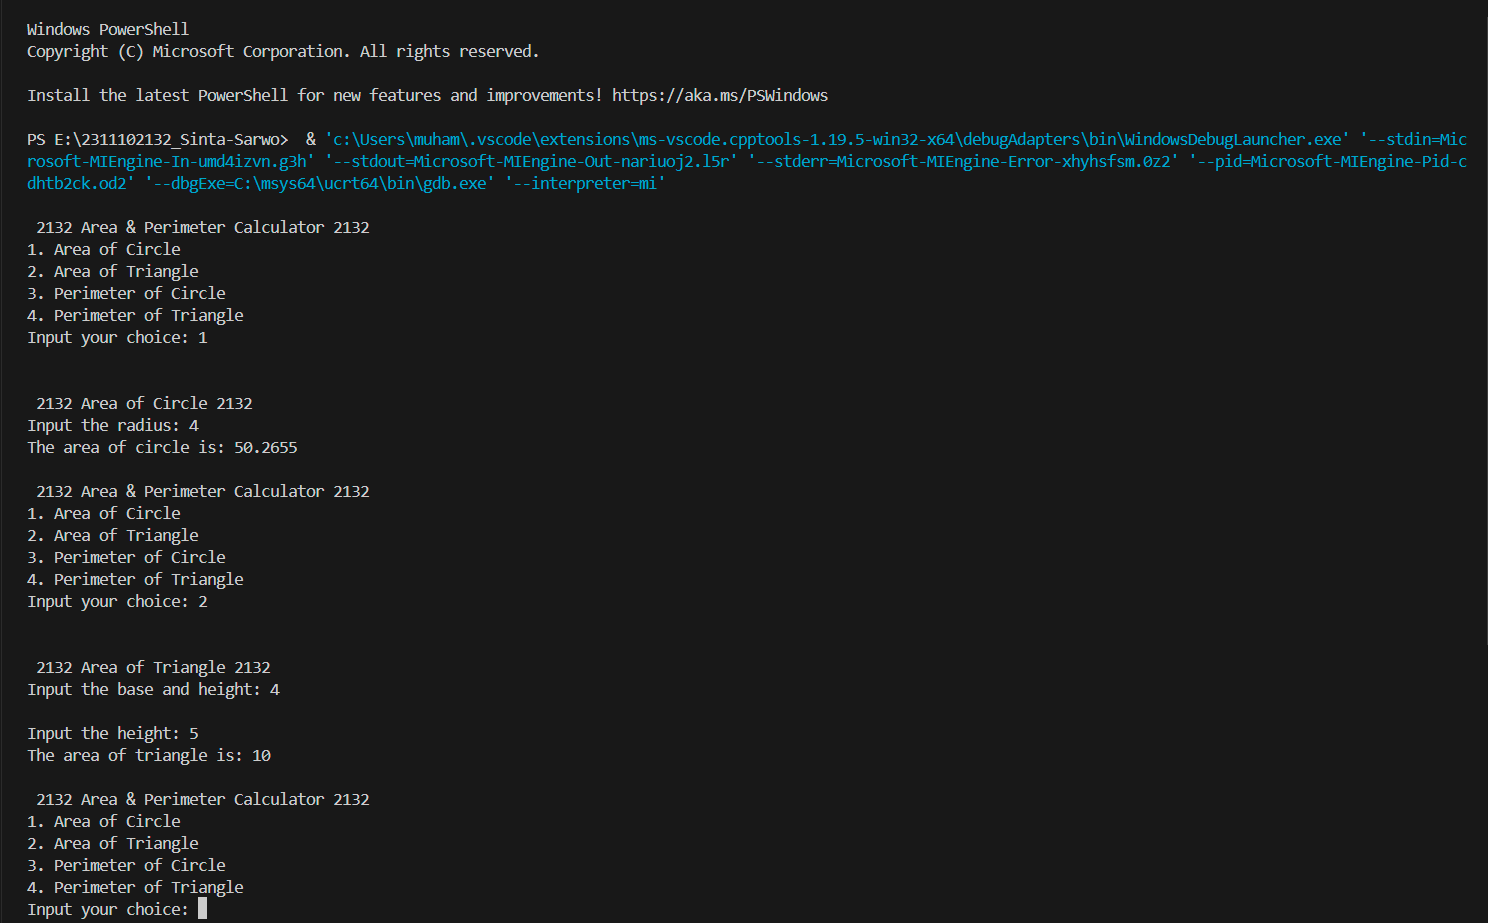 Windows PowerShell
Copyright (C) Microsoft Corporation. All rights reserved.
Install the latest PowerShell for new features and improvements! https://aka.ms/PSWindows
PS E:\2311102132_Sinta-Sarwo>  & 'c:\Users\muham\.vscode\extensions\ms-vscode.cpptools-1.19.5-win32-x64\debugAdapters\bin\WindowsDebugLauncher.exe' '--stdin=Mic
rosoft-MIEngine-In-umd4izvn.g3h' '--stdout=Microsoft-MIEngine-Out-nariuoj2.l5r' '--stderr=Microsoft-MIEngine-Error-xhyhsfsm.0z2' '--pid=Microsoft-MIEngine-Pid-c
dhtb2ck.od2' '--dbgExe=C:\msys64\ucrt64\bin\gdb.exe' '--interpreter=mi'
2132 Area & Perimeter Calculator 2132
1. Area of Circle
2. Area of Triangle
3. Perimeter of Circle
4. Perimeter of Triangle
Input your choice: 1
2132 Area of Circle 2132
Input the radius: 4
The area of circle is: 50.2655
2132 Area & Perimeter Calculator 2132
1. Area of Circle
2. Area of Triangle
3. Perimeter of Circle
4. Perimeter of Triangle
Input your choice: 2
2132 Area of Triangle 2132
Input the base and height: 4
Input the height: 5
The area of triangle is: 10
2132 Area & Perimeter Calculator 2132
1. Area of Circle
2. Area of Triangle
3. Perimeter of Circle
4. Perimeter of Triangle
Input your choice: